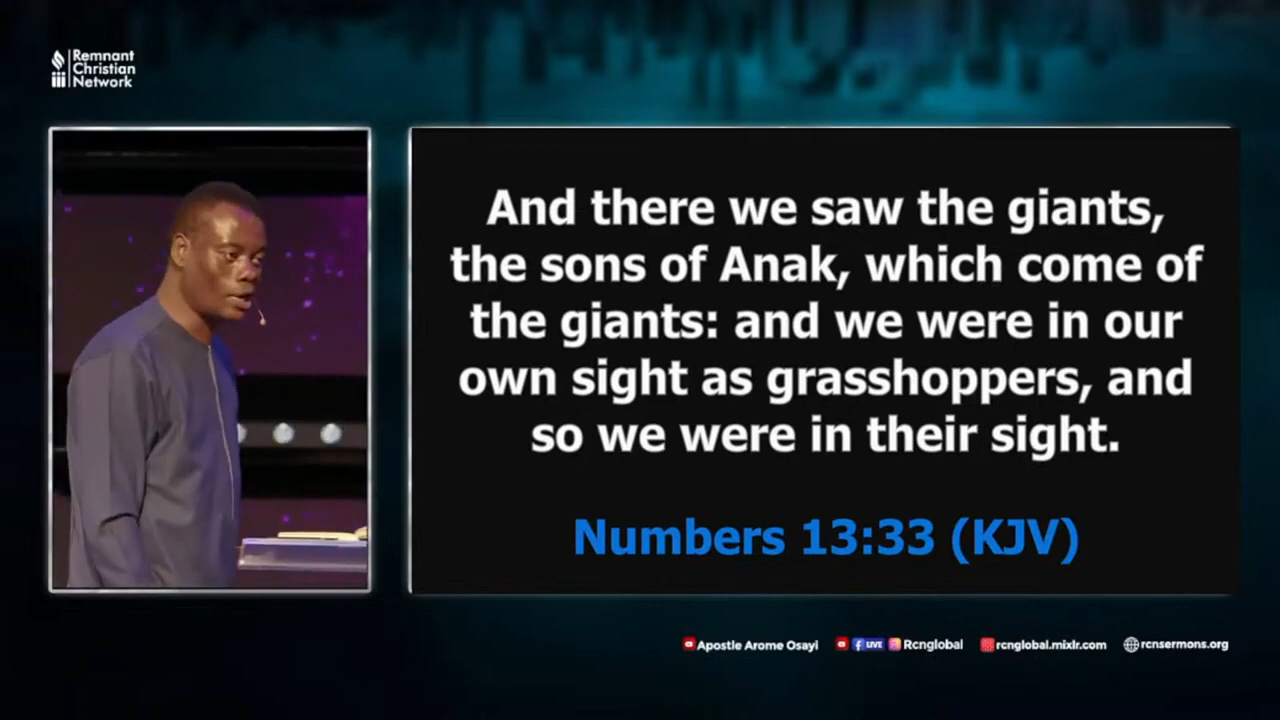 Remnant
Christian
Network
And there we saw the giants,
the sons of Anak, which come of
the giants: and we were in our
own sight as grasshoppers, and
so we were in their sight.
Numbers 13:33 (KJV)
Apostle Arome Osayi
LIVE
Rcnglobal
rcnglobal.mixlr.com
rcnsermons.org